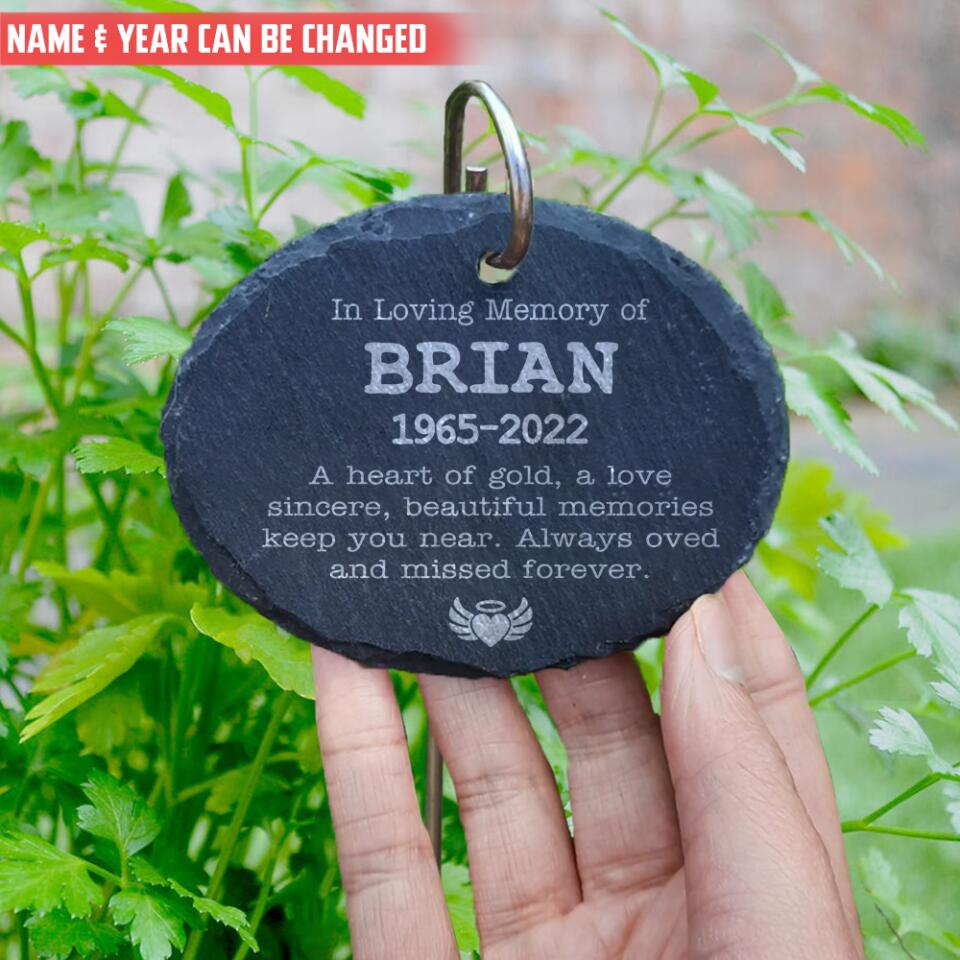 NAME & YEAR CAN BE CHANGED
In Loving Memory of
BRIAN
1965-2022
A heart of gold, a love
sincere, beautiful memories
keep you near. Always oved
and missed forever.